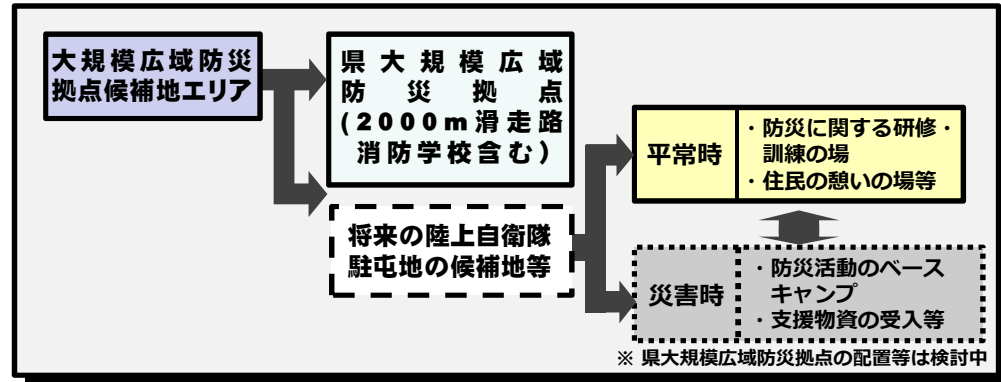 大規模広域防災
拠点候補地エリア
県大規模広域
防災拠点
(2000m滑走路
消防学校含む)
将来の陸上自衛隊
駐屯地の候補地等
平常時
・防災に関する研修・
訓練の場
・住民の憩いの場等
災害時
・防災活動のベース
キャンプ
・支援物資の受入等
※ 県大規模広域防災拠点の配置等は検討中